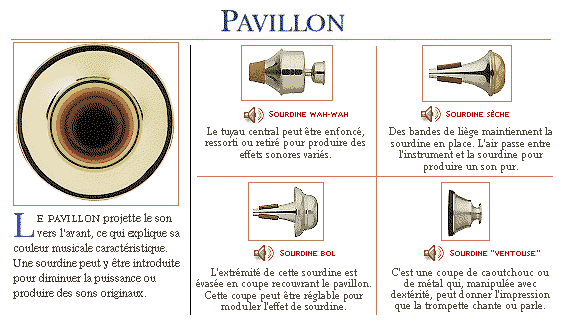 PAVILLON
LE PAVILLON projette le son
vers l'avant, ce qui explique sa
couleur musicale caractéristique.
Une sourdine peut y être introduite
pour diminuer la puissance ou
produire des sons originaux.
SOURDINE WAH-WAH
Le tuyau central peut être enfoncé,
ressorti ou retiré pour produire des
effets sonores variés.
SOURDINE SÈCHE
Des bandes de liège maintiennent la
sourdine en place. L'air passe entre
l'instrument et la sourdine pour
produire un son pur.
SOURDINE BOL
L'extrémité de cette sourdine est
évasée en coupe recouvrant le pavillon.
Cette coupe peut être réglable pour
moduler l'effet de sourdine.
SOURDINE "VENTOUSE"
C'est une coupe de caoutchouc ou
de métal qui, manipulée avec
dextérité, peut donner l'impression
que la trompette chante ou parle.